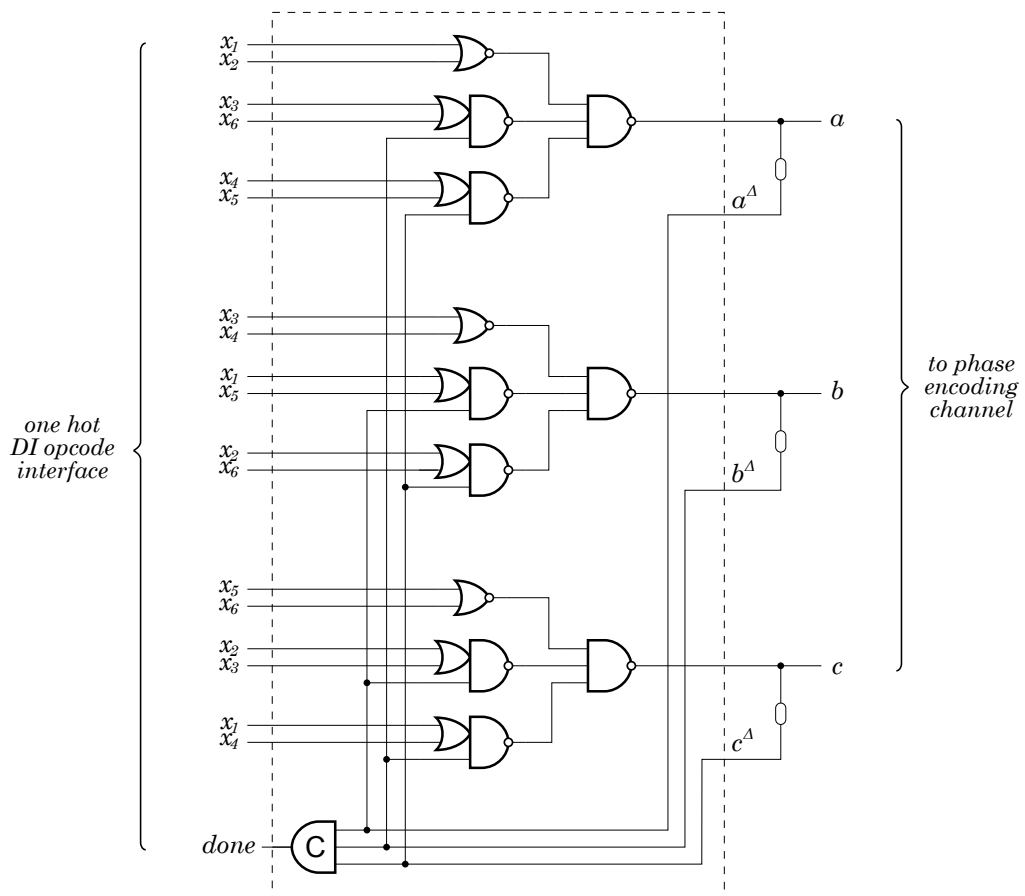 x1
x2
x3
x6
x4
x5
a
aΔ
x3
x4
x1
x5
x2
x6
b
bΔ
one hot
DI opcode
interface
to phase
encoding
channel
x5
x6
x2
x3
x1
x4
c
cΔ
done
C